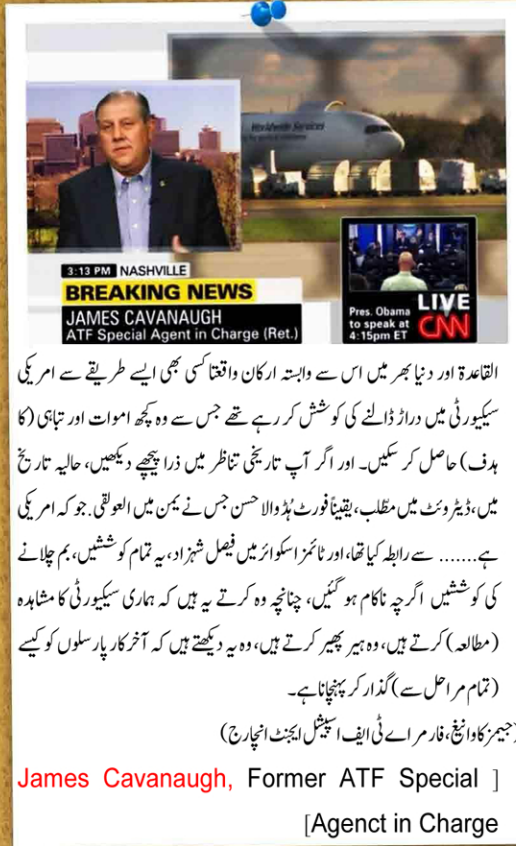 Worldwide Services
3:13 PM NASHVILLE
BREAKING NEWS
JAMES CAVANAUGH
ATF Special Agent in Charge (Ret.)
Pres. Obama
to speak at
4:15pm ET
LIVE
CNN
القاعدۃ اور دنیا بھر میں اس سے وابستہ ارکان واقعتا کسی بھی ایسے طریقے سے امریکی
سیکیورٹی میں دراڑ ڈالنے کی کوشش کر رہے تھے جس سے وہ کچھ اموات اور تباہی (کا
ہدف) حاصل کر سکیں۔ اور اگر آپ تاریخی تناظر میں ذرا پیچھے دیکھیں، حالیہ تاریخ
میں، ڈیٹروئٹ میں مطلب، یقیناً فورٹ ہُڈ والا حسن جس نے یمن میں العولقی. جو کہ امریکی
ہے....... سے رابطہ کیا تھا، اور ٹائمز اسکوائر میں فیصل شہزاد، یہ تمام کوششیں، بم چلانے
کی کوششیں اگرچہ ناکام ہو گئیں، چنانچہ وہ کرتے یہ ہیں کہ ہماری سیکیورٹی کا مشاہدہ
(مطالعہ) کرتے ہیں، وہ ہیر پھیر کرتے ہیں، وہ یہ دیکھتے ہیں کہ آخر کار پارسلوں کو کیسے
(تمام مراحل سے) گذار کر پہنچانا ہے۔
(جیمز کاوانیغ، فارمر اے ٹی ایف اسپیشل ایجنٹ انچارج)
James Cavanaugh, Former ATF Special ]
[Agenct in Charge